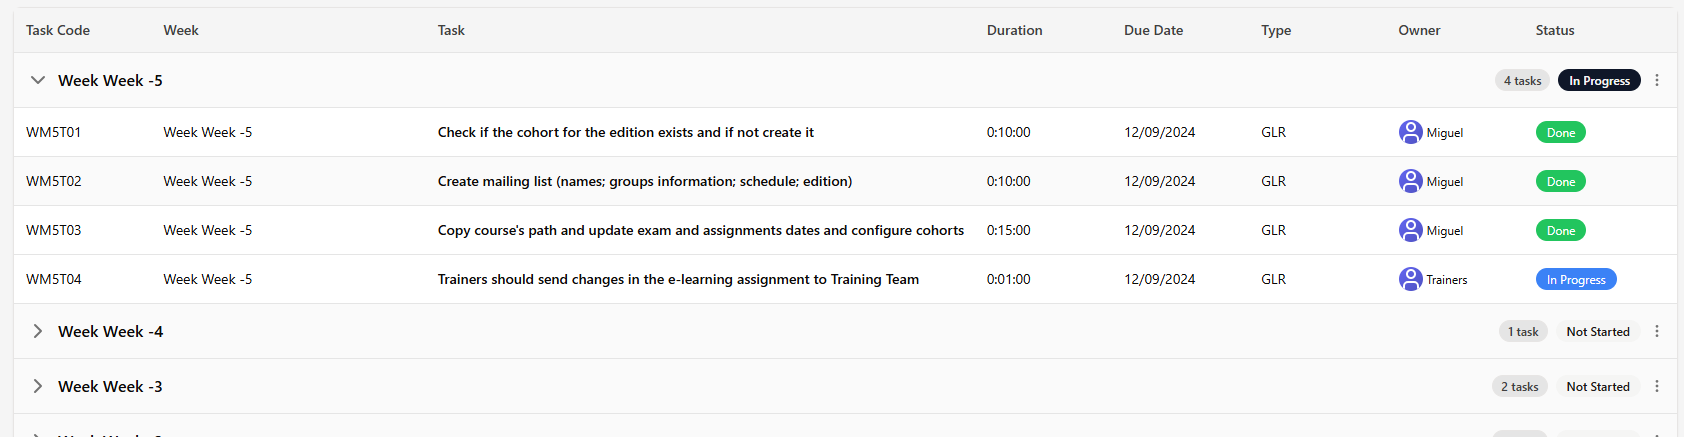 Task Code Week Task Duration Due Date Type Owner Status
Week Week -5 4 tasks In Progress
WM5T01 Week Week -5 Check if the cohort for the edition exists and if not create it 0:10:00 12/09/2024 GLR Miguel Done
WM5T02 Week Week -5 Create mailing list (names; groups information; schedule; edition) 0:10:00 12/09/2024 GLR Miguel Done
WM5T03 Week Week -5 Copy course's path and update exam and assignments dates and configure cohorts 0:15:00 12/09/2024 GLR Miguel Done
WM5T04 Week Week -5 Trainers should send changes in the e-learning assignment to Training Team 0:01:00 12/09/2024 GLR Trainers In Progress
Week Week -4 1 task Not Started
Week Week -3 2 tasks Not Started